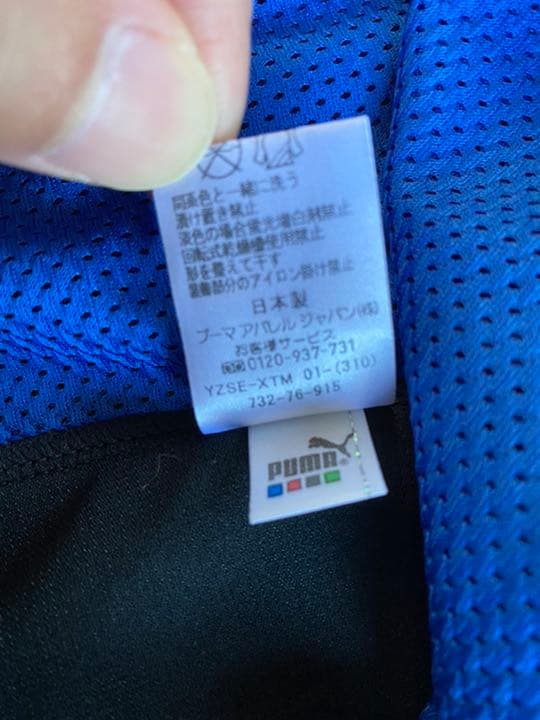 同系色と一緒に洗う
漬け置き禁止
淡色の場合蛍光増白剤禁止
回転式乾燥機使用禁止
形を整えて干す
装飾部分のアイロン掛け禁止
日本製
プーマアパレルジャパン(株)
お客様サービス
0120-937-731
YZSE-XTM 01-(310)
732-76-915
PUMA®